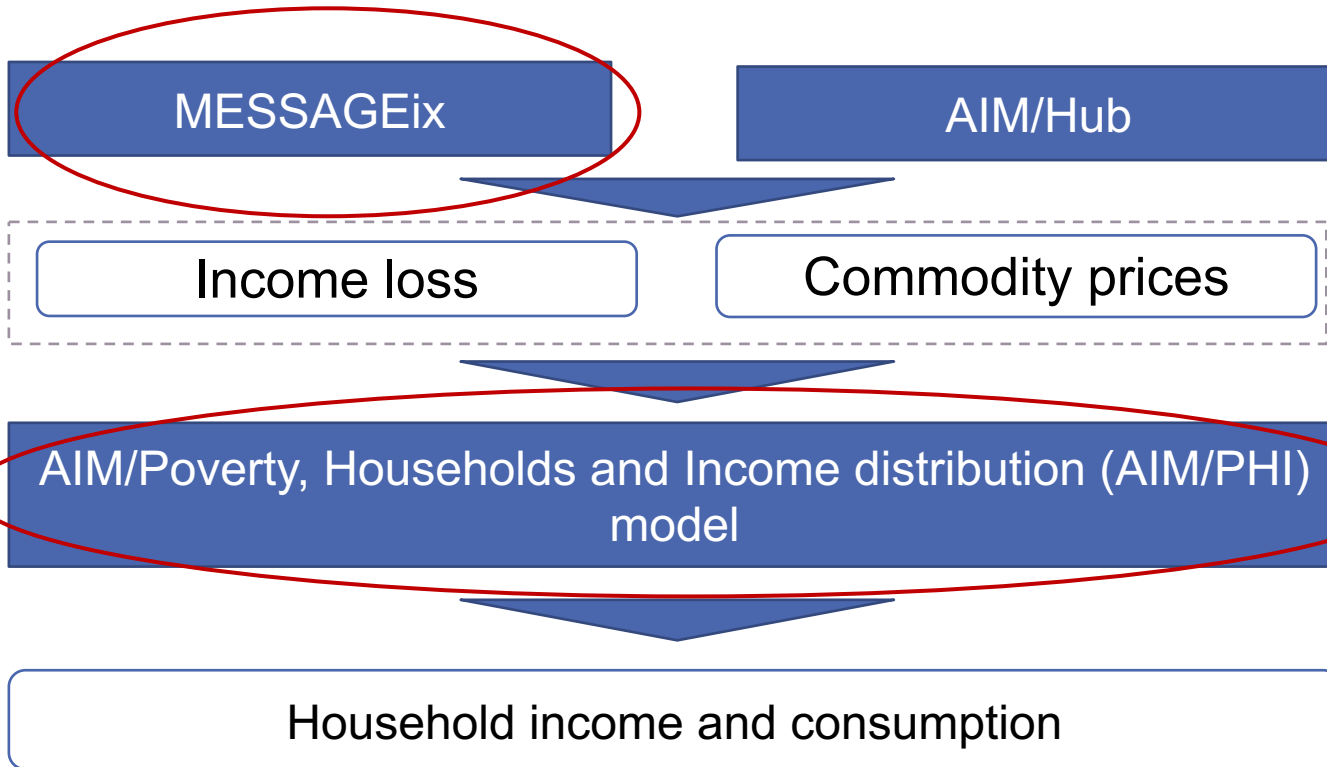 MESSAGEix
AIM/Hub
Income loss
Commodity prices
AIM/Poverty, Households and Income distribution (AIM/PHI)
model
Household income and consumption